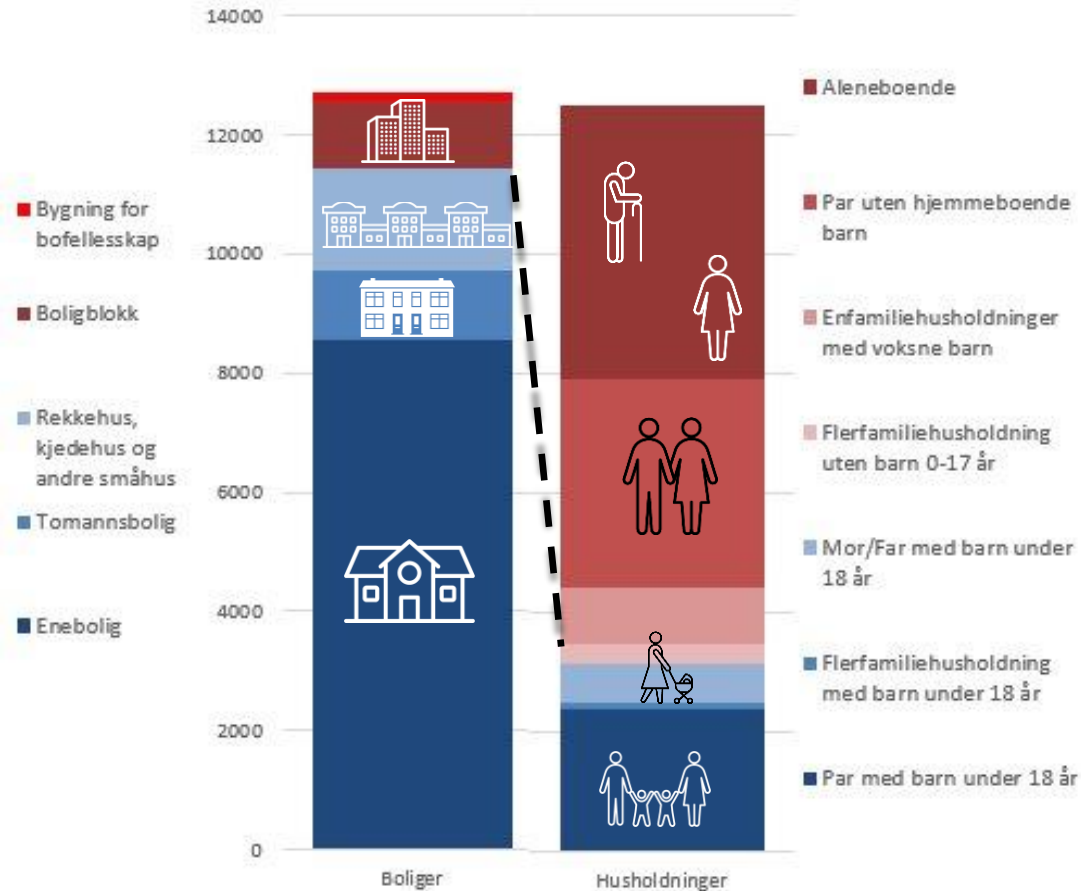 14000
12000
10000
8000
6000
4000
2000
0
Bygning for
bofellesskap
Boligblokk
Rekkehus,
kjedehus og
andre småhus
Tomannsbolig
Enebolig
Boliger
Husholdninger
Aleneboende
Par uten hjemmeboende
barn
Enfamiliehusholdninger
med voksne barn
Flerfamiliehusholdning
uten barn 0-17 år
Mor/Far med barn under
18 år
Flerfamiliehusholdning
med barn under 18 år
Par med barn under 18 år